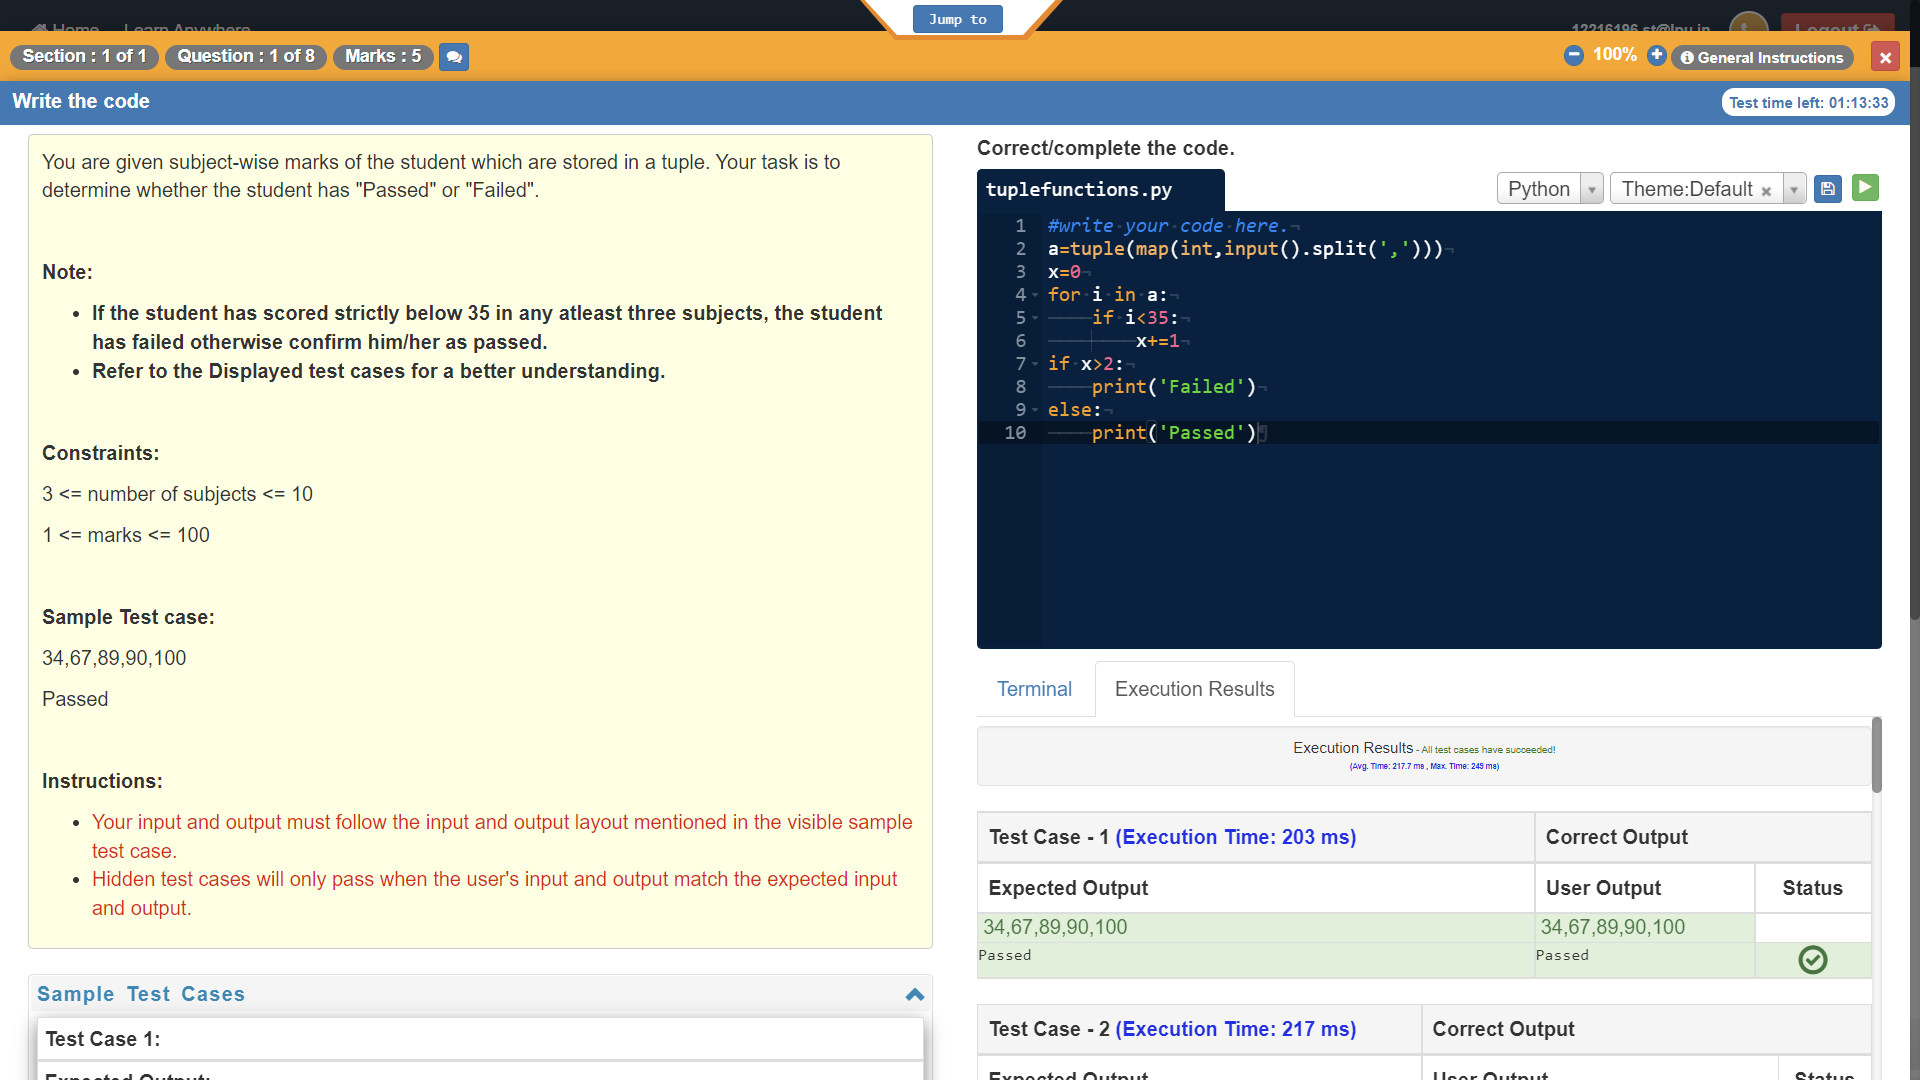 Jump to
Home Learn Anywhere
12216196.st@lpu.in
Logout
Section : 1 of 1
Question : 1 of 8
Marks : 5
100%
General Instructions
Write the code
Test time left: 01:13:33
You are given subject-wise marks of the student which are stored in a tuple. Your task is to
determine whether the student has "Passed" or "Failed".
Note:
If the student has scored strictly below 35 in any atleast three subjects, the student
has failed otherwise confirm him/her as passed.
Refer to the Displayed test cases for a better understanding.
Constraints:
3 <= number of subjects <= 10
1 <= marks <= 100
Sample Test case:
34,67,89,90,100
Passed
Instructions:
Your input and output must follow the input and output layout mentioned in the visible sample
test case.
Hidden test cases will only pass when the user's input and output match the expected input
and output.
Sample Test Cases
Test Case 1:
Expected Output:
Correct/complete the code.
tuplefunctions.py
Python
Theme:Default
1 #write your code here.
2 a=tuple(map(int,input().split(',')))
3 x=0
4 for i in a:
5 if i<35:
6 x+=1
7 if x>2:
8 print('Failed')
9 else:
10 print('Passed')
Terminal
Execution Results
Execution Results - All test cases have succeeded!
(Avg. Time: 217.7 ms , Max. Time: 245 ms)
Test Case - 1 (Execution Time: 203 ms)
Correct Output
Expected Output
User Output
Status
34,67,89,90,100
34,67,89,90,100
Passed
Passed
Test Case - 2 (Execution Time: 217 ms)
Correct Output
Expected Output
User Output
Status